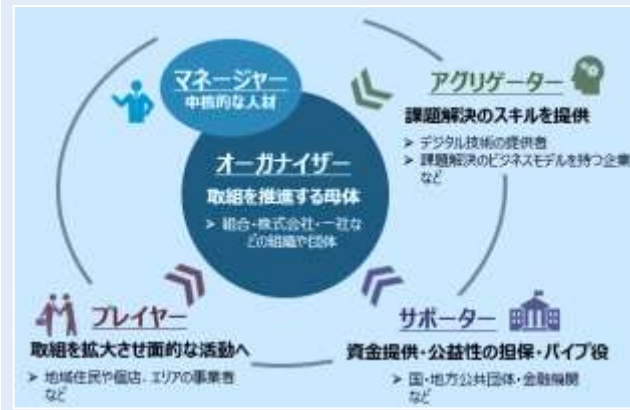 マネージャー
中核的な人材
アグリゲーター
課題解決のスキルを提供
➢ デジタル技術の提供者
➢ 課題解決のビジネスモデルを持つ企業
など
オーガナイザー
取組を推進する母体
➢ 組合・株式会社・一社な
どの組織や団体
プレイヤー
取組を拡大させ面的な活動へ
➢ 地域住民や個店、エリアの事業者
など
サポーター
資金提供・公益性の担保・パイプ役
➢ 国・地方公共団体・金融機関
など